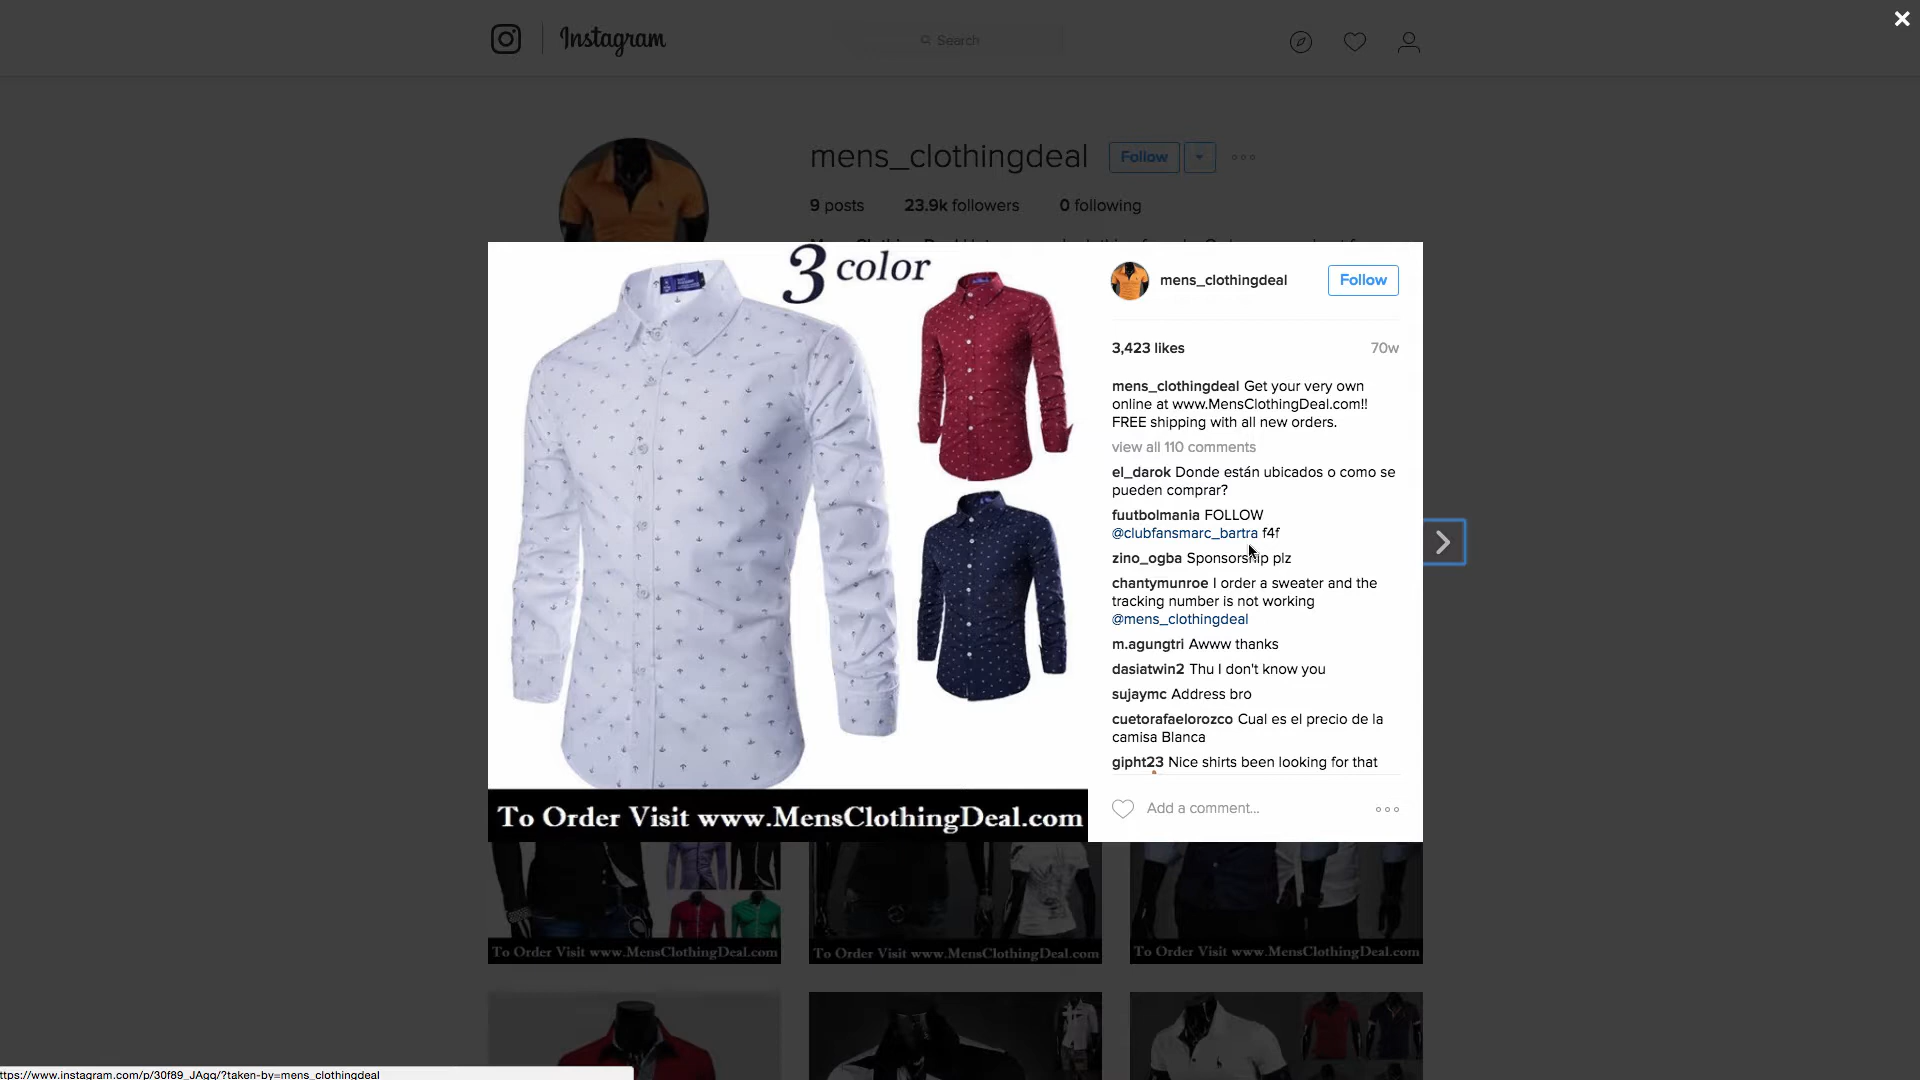 Instagram
Search
mens_clothingdeal
Follow
9 posts 23.9k followers 0 following
3 color
mens_clothingdeal
Follow
3,423 likes
70w
mens_clothingdeal Get your very own
online at www.MensClothingDeal.com!!
FREE shipping with all new orders.
view all 110 comments
el_darok Donde están ubicados o como se
pueden comprar?
fuutbolmania FOLLOW
@clubfansmarc_bartra f4f
zino_ogba Sponsorship plz
chantymunroe I order a sweater and the
tracking number is not working
@mens_clothingdeal
m.agungtri Awww thanks
dasiatwin2 Thu I don't know you
sujaymc Address bro
cuetorafaelorozco Cual es el precio de la
camisa Blanca
gipht23 Nice shirts been looking for that
Add a comment...
To Order Visit www.MensClothingDeal.com
To Order Visit www.MensClothingDeal.com
To Order Visit www.MensClothingDeal.com
To Order Visit www.MensClothingDeal.com
ttps://www.instagram.com/p/30f89_JAgq/?taken-by=mens_clothingdeal